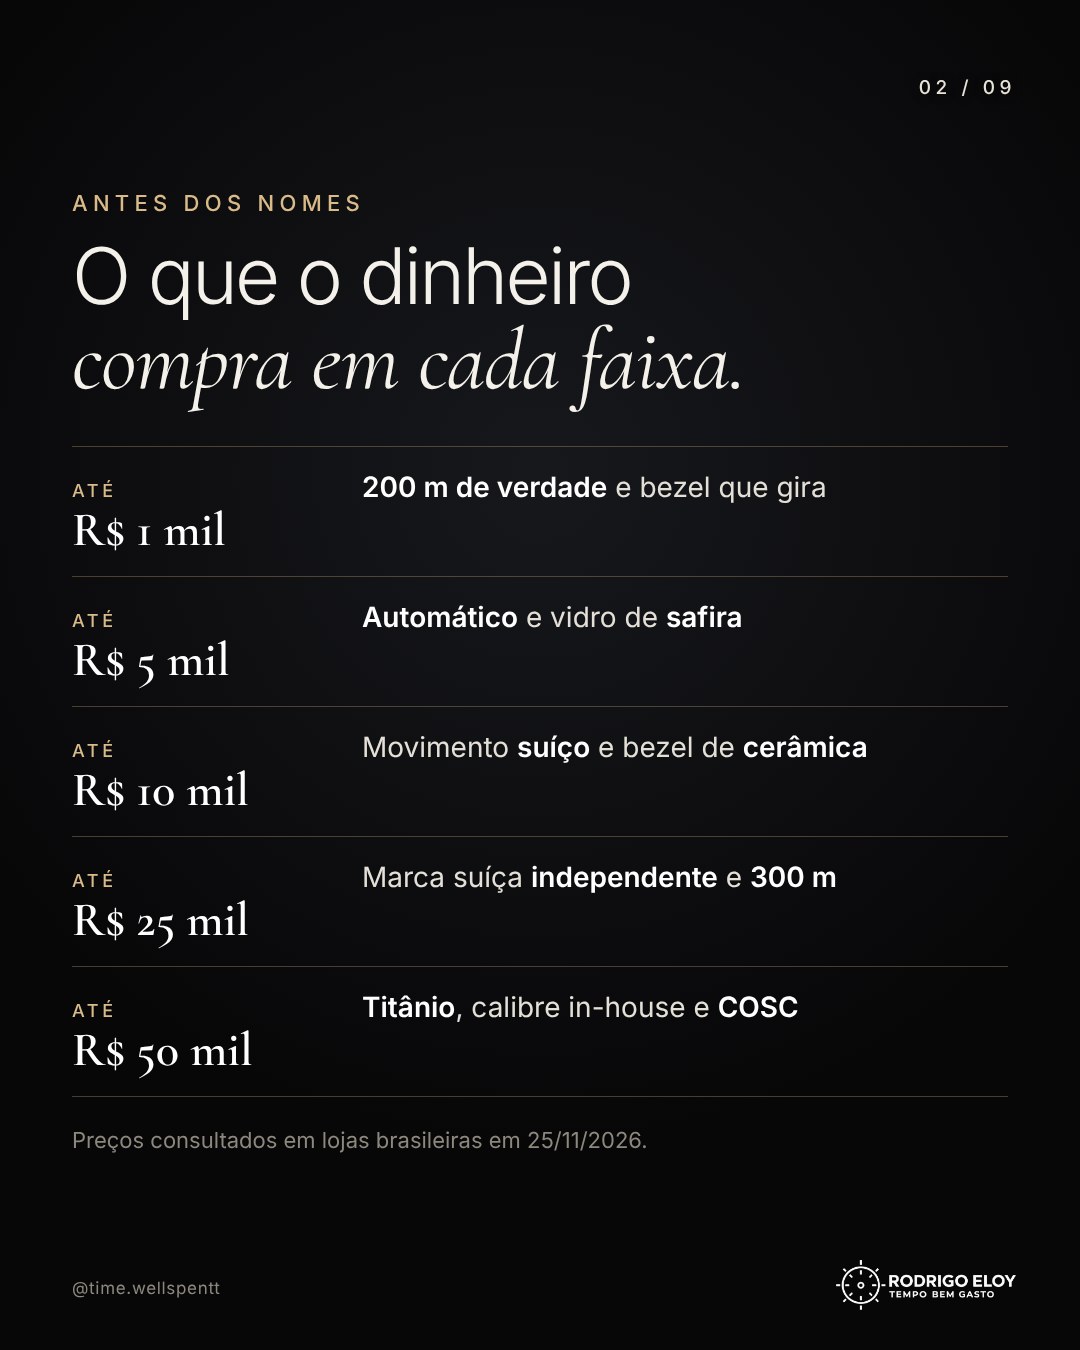 02 / 09
ANTES DOS NOMES
O que o dinheiro
compra em cada faixa.
ATÉ
R$ 1 mil
200 m de verdade e bezel que gira
ATÉ
R$ 5 mil
Automático e vidro de safira
ATÉ
R$ 10 mil
Movimento suíço e bezel de cerâmica
ATÉ
R$ 25 mil
Marca suíça independente e 300 m
ATÉ
R$ 50 mil
Titânio, calibre in-house e COSC
Preços consultados em lojas brasileiras em 25/11/2026.
@time.wellspentt
RODRIGO ELOY
TEMPO BEM GASTO